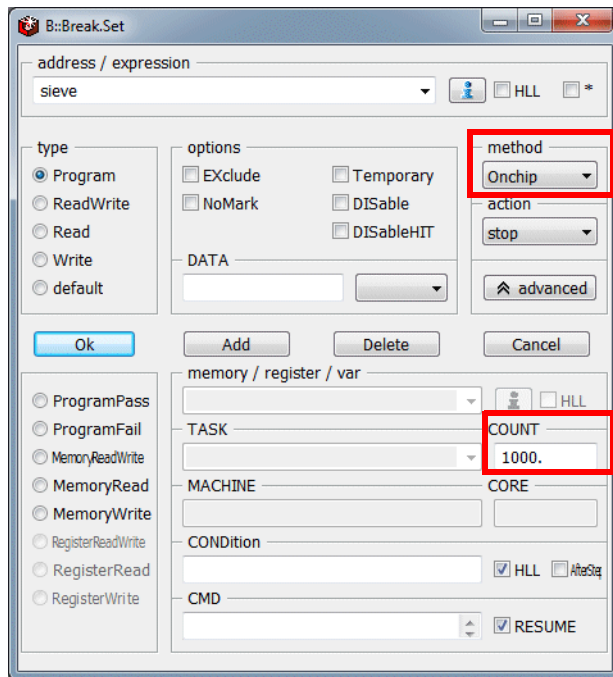 B::Break.Set
address / expression
sieve HLL *
type options method
Program EXclude Temporary Onchip
ReadWrite NoMark DISable action
Read DISableHIT stop
Write DATA
default advanced
Ok Add Delete Cancel
memory / register / var
ProgramPass HLL
ProgramFail TASK COUNT
MemoryReadWrite 1000.
MemoryRead MACHINE CORE
MemoryWrite
RegisterReadWrite CONDition
RegisterRead HLL AfterStep
RegisterWrite CMD
RESUME